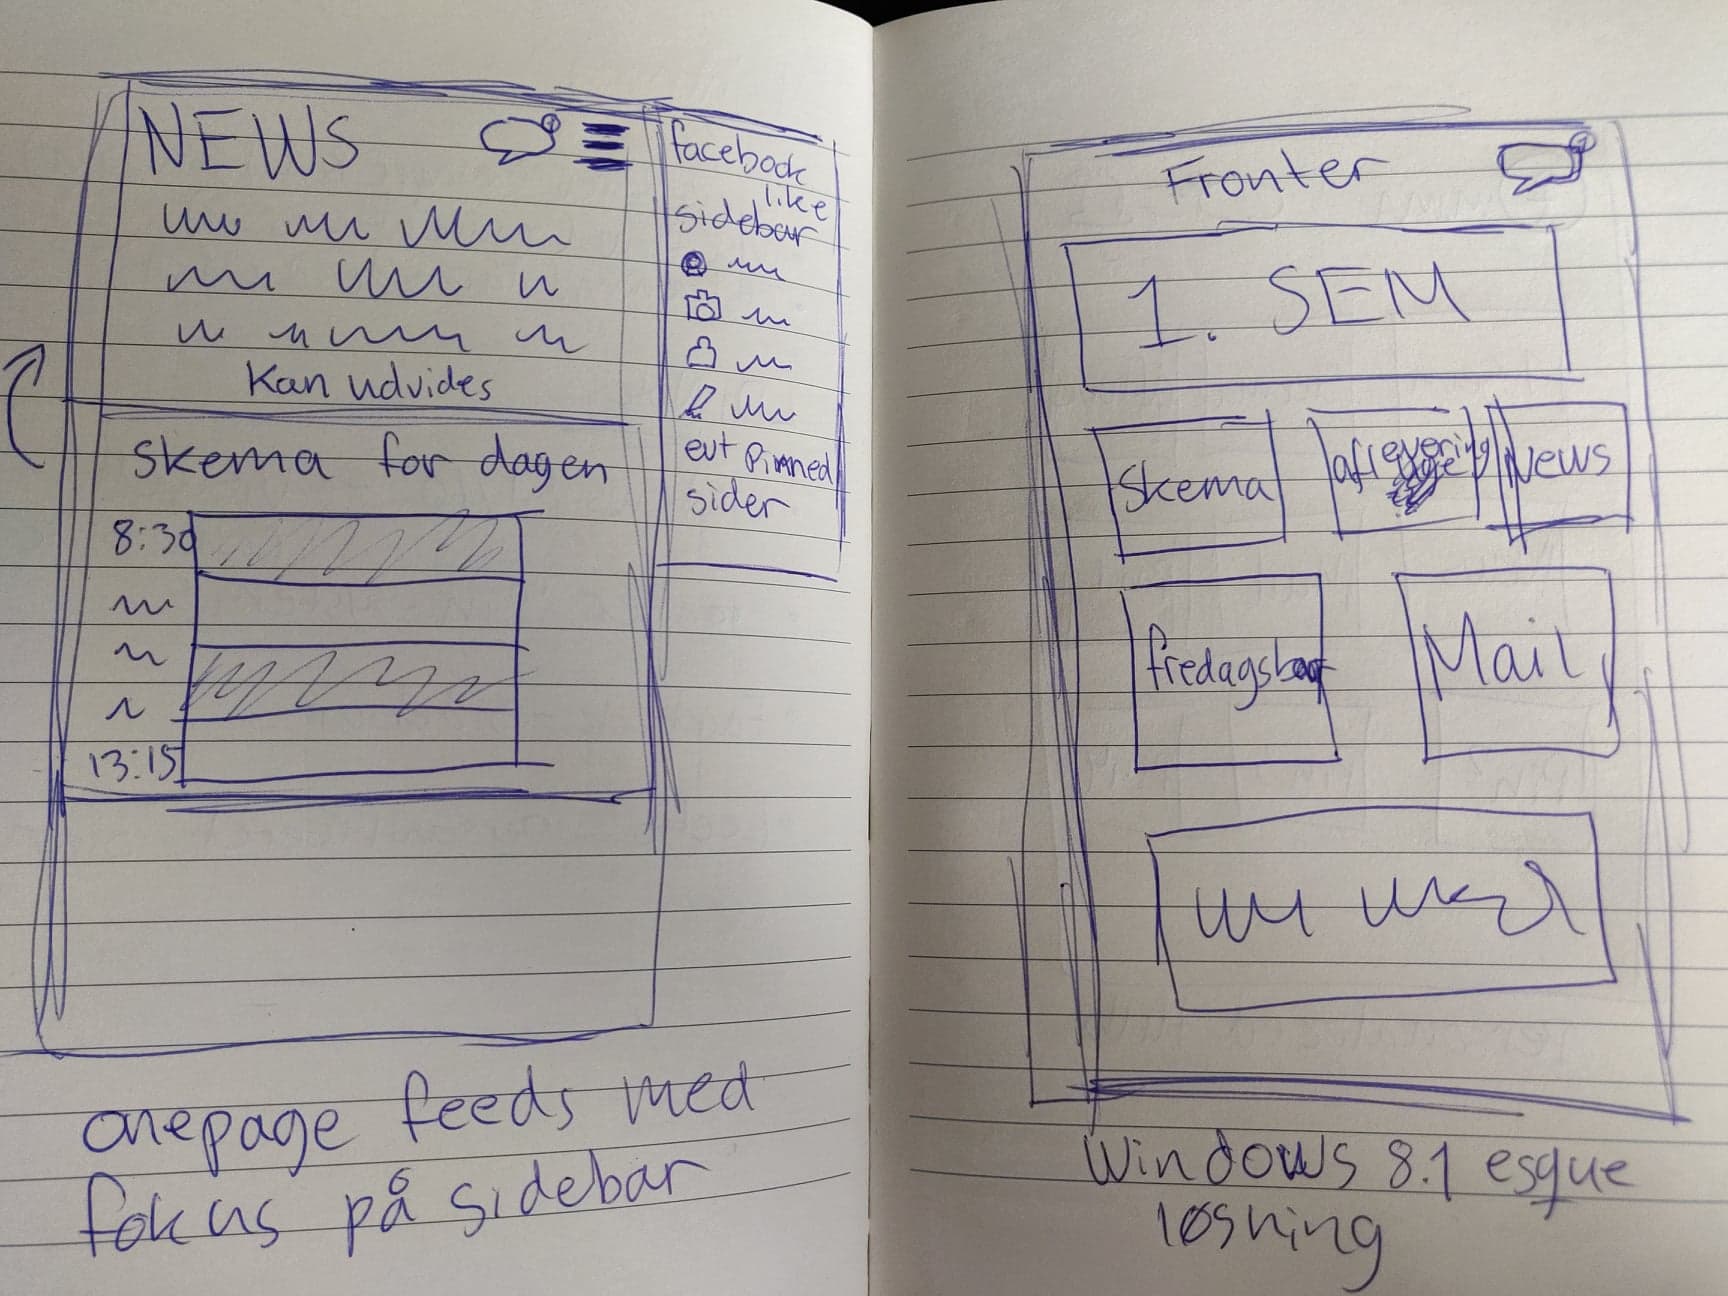 NEWS
Kan udvides
skema for dagen
8:30
13:15
facebook
like
sidebar
evt pinned
sider
onepage feeds med
fokus på sidebar
Fronter
1. SEM
Skema
aflevering
News
fredagsbar
Mail
Windows 8.1 esque
løsning